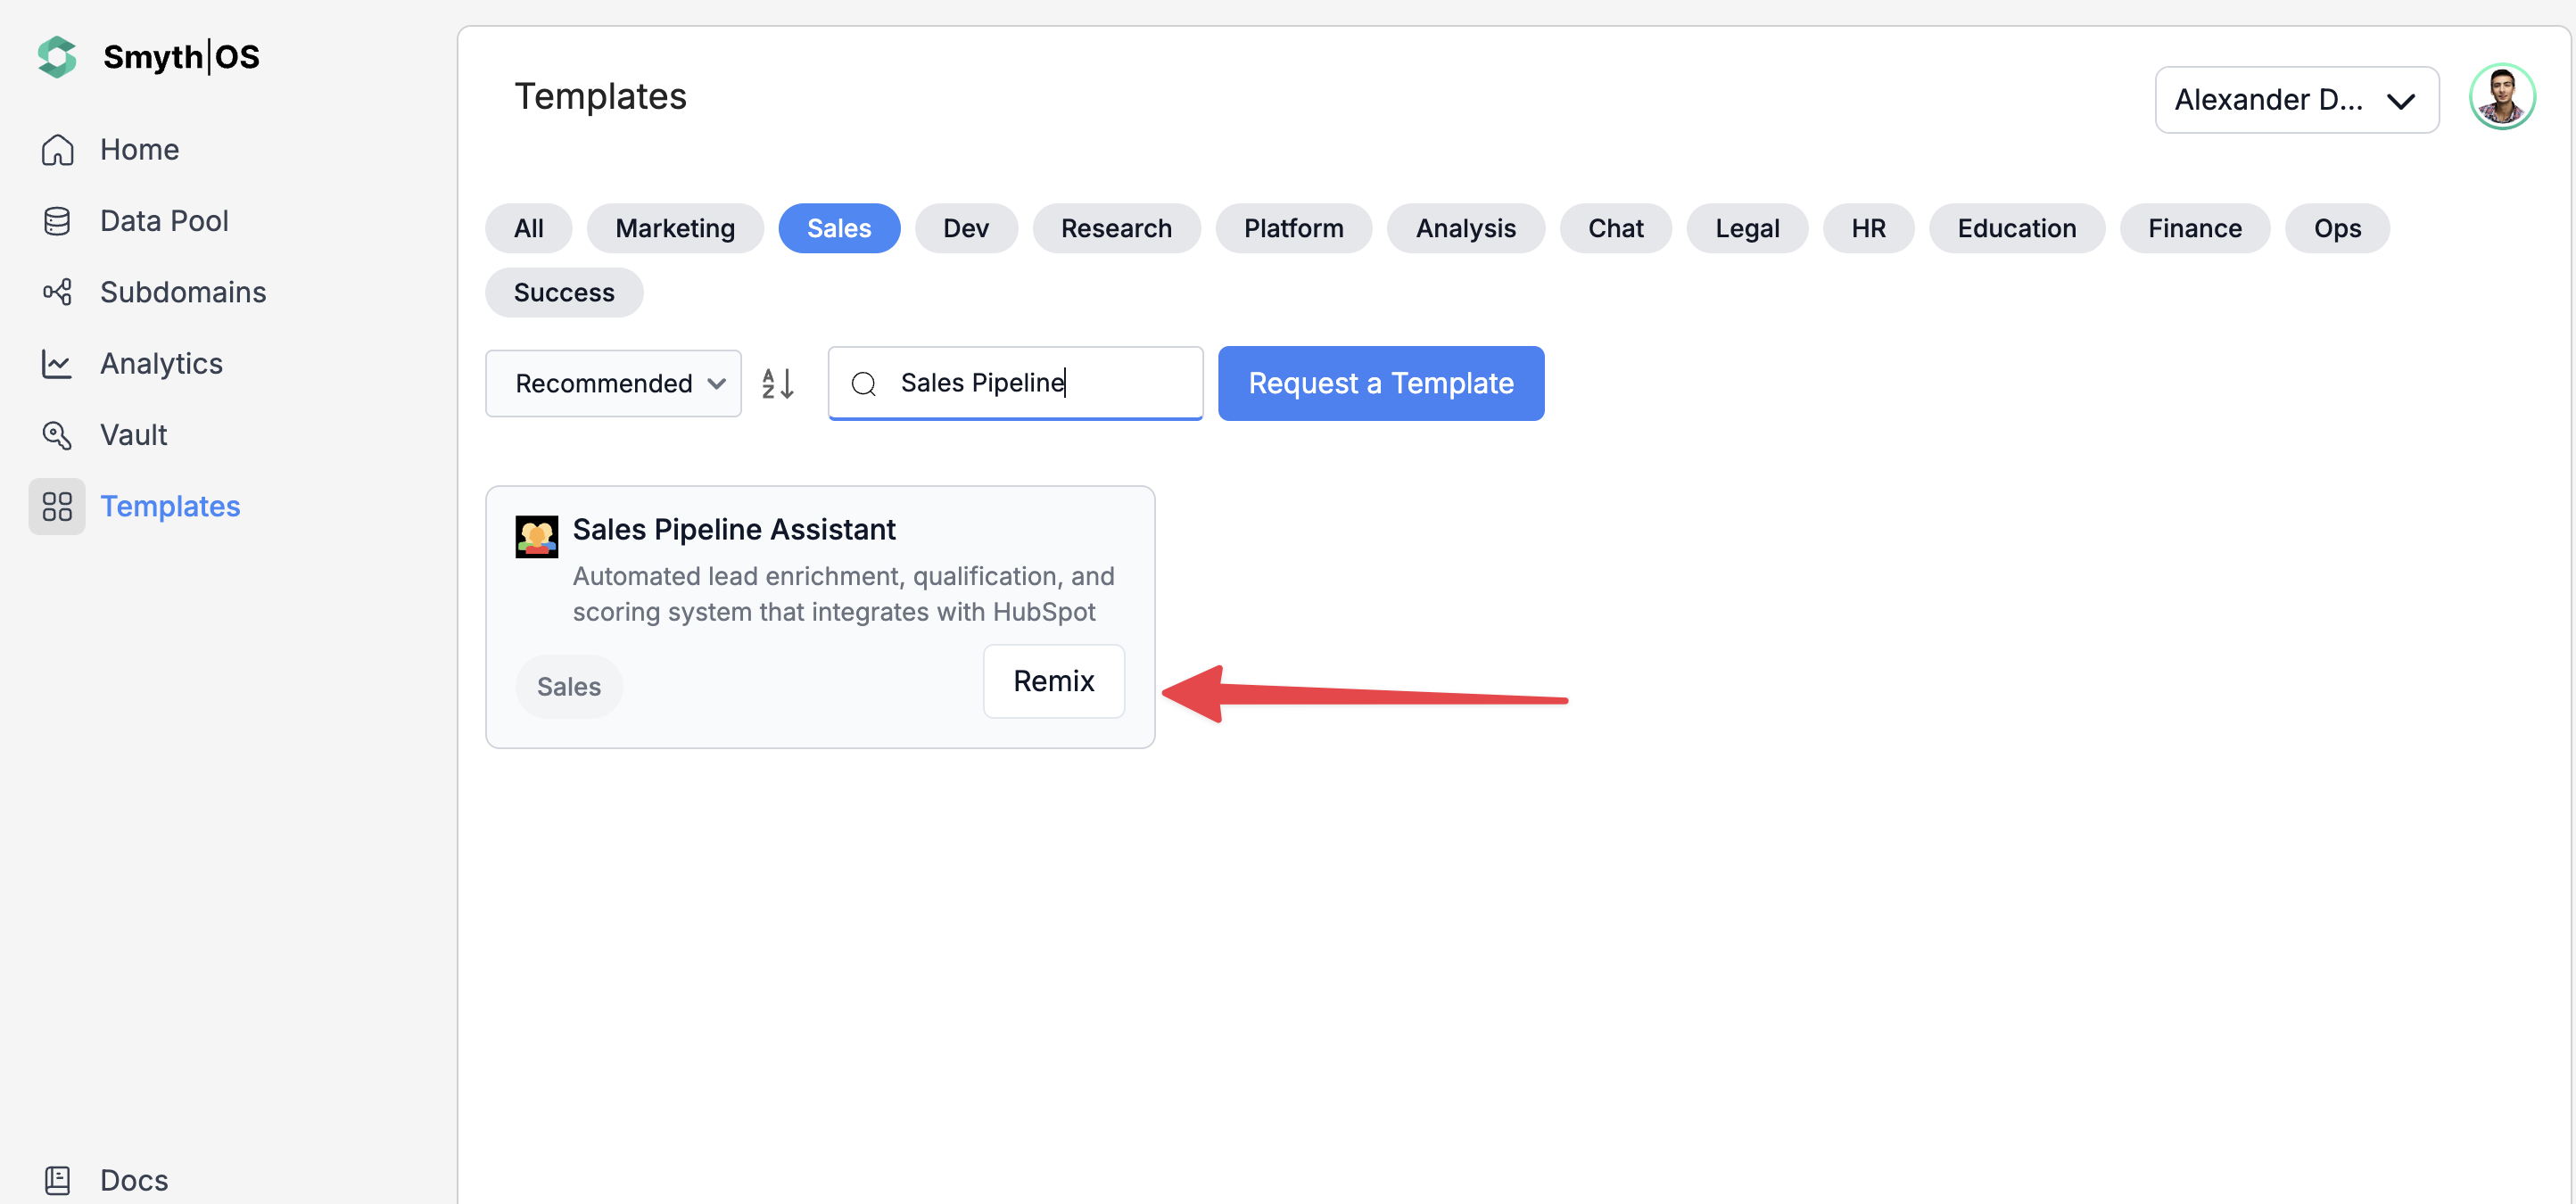 Smyth|OS
Home
Data Pool
Subdomains
Analytics
Vault
Templates
Docs
Templates
Alexander D...
All Marketing Sales Dev Research Platform Analysis Chat Legal HR Education Finance Ops
Success
Recommended
A
Z
Sales Pipeline
Request a Template
Sales Pipeline Assistant
Automated lead enrichment, qualification, and
scoring system that integrates with HubSpot
Sales
Remix